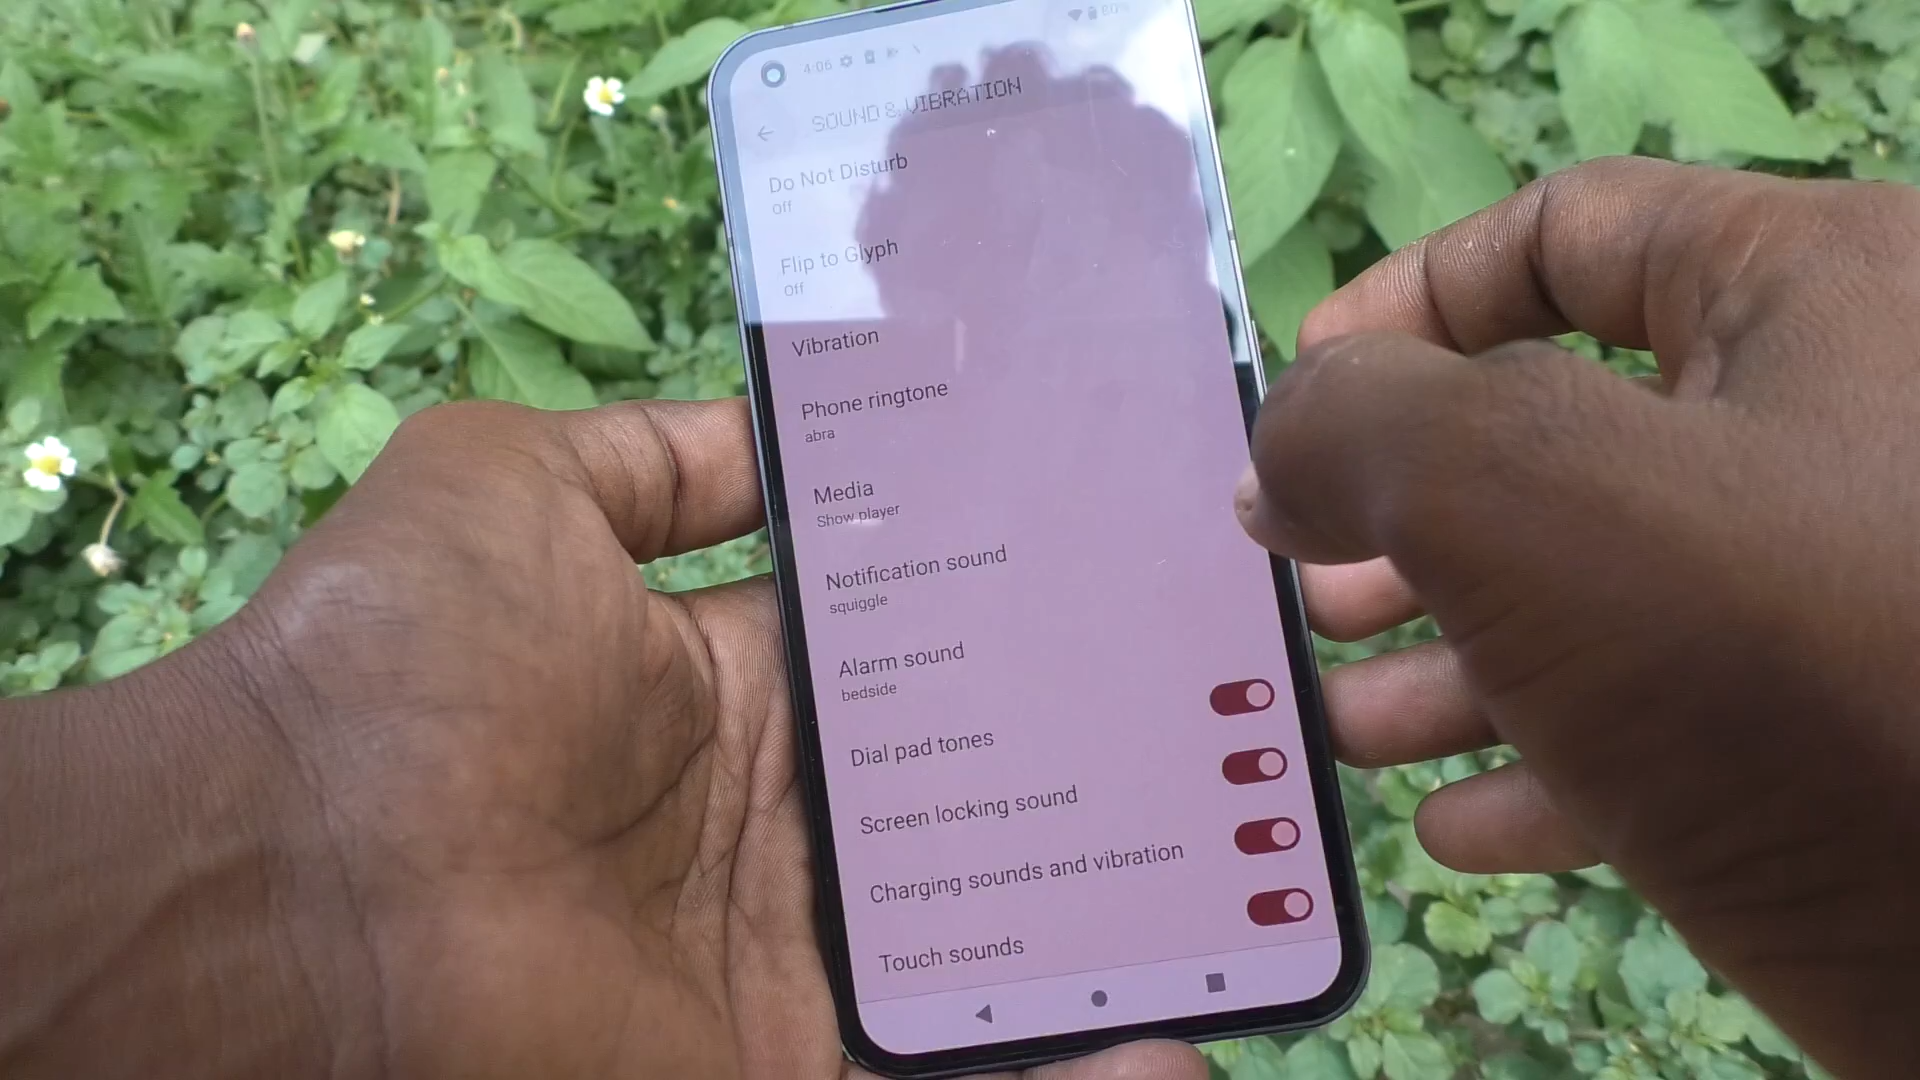 4:06
80%
SOUND & VIBRATION
Do Not Disturb
Off
Flip to Glyph
Off
Vibration
Phone ringtone
abra
Media
Show player
Notification sound
squiggle
Alarm sound
bedside
Dial pad tones
Screen locking sound
Charging sounds and vibration
Touch sounds